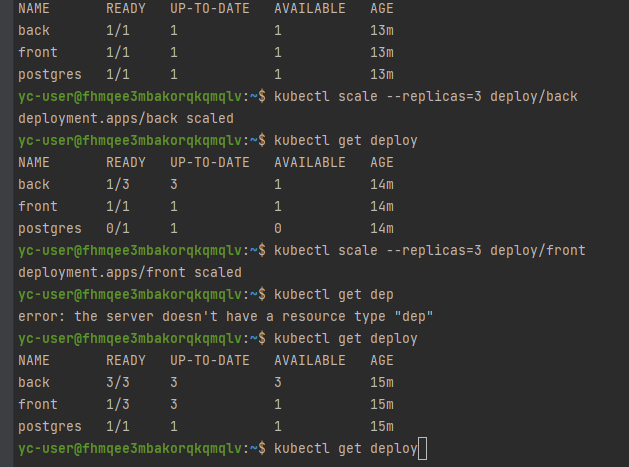 NAME READY UP-TO-DATE AVAILABLE AGE
back 1/1 1 1 13m
front 1/1 1 1 13m
postgres 1/1 1 1 13m
yc-user@fhmqee3mbakorqkqmqlv:~$ kubectl scale --replicas=3 deploy/back
deployment.apps/back scaled
yc-user@fhmqee3mbakorqkqmqlv:~$ kubectl get deploy
NAME READY UP-TO-DATE AVAILABLE AGE
back 1/3 3 1 14m
front 1/1 1 1 14m
postgres 0/1 1 0 14m
yc-user@fhmqee3mbakorqkqmqlv:~$ kubectl scale --replicas=3 deploy/front
deployment.apps/front scaled
yc-user@fhmqee3mbakorqkqmqlv:~$ kubectl get dep
error: the server doesn't have a resource type "dep"
yc-user@fhmqee3mbakorqkqmqlv:~$ kubectl get deploy
NAME READY UP-TO-DATE AVAILABLE AGE
back 3/3 3 3 15m
front 1/3 3 1 15m
postgres 1/1 1 1 15m
yc-user@fhmqee3mbakorqkqmqlv:~$ kubectl get deploy